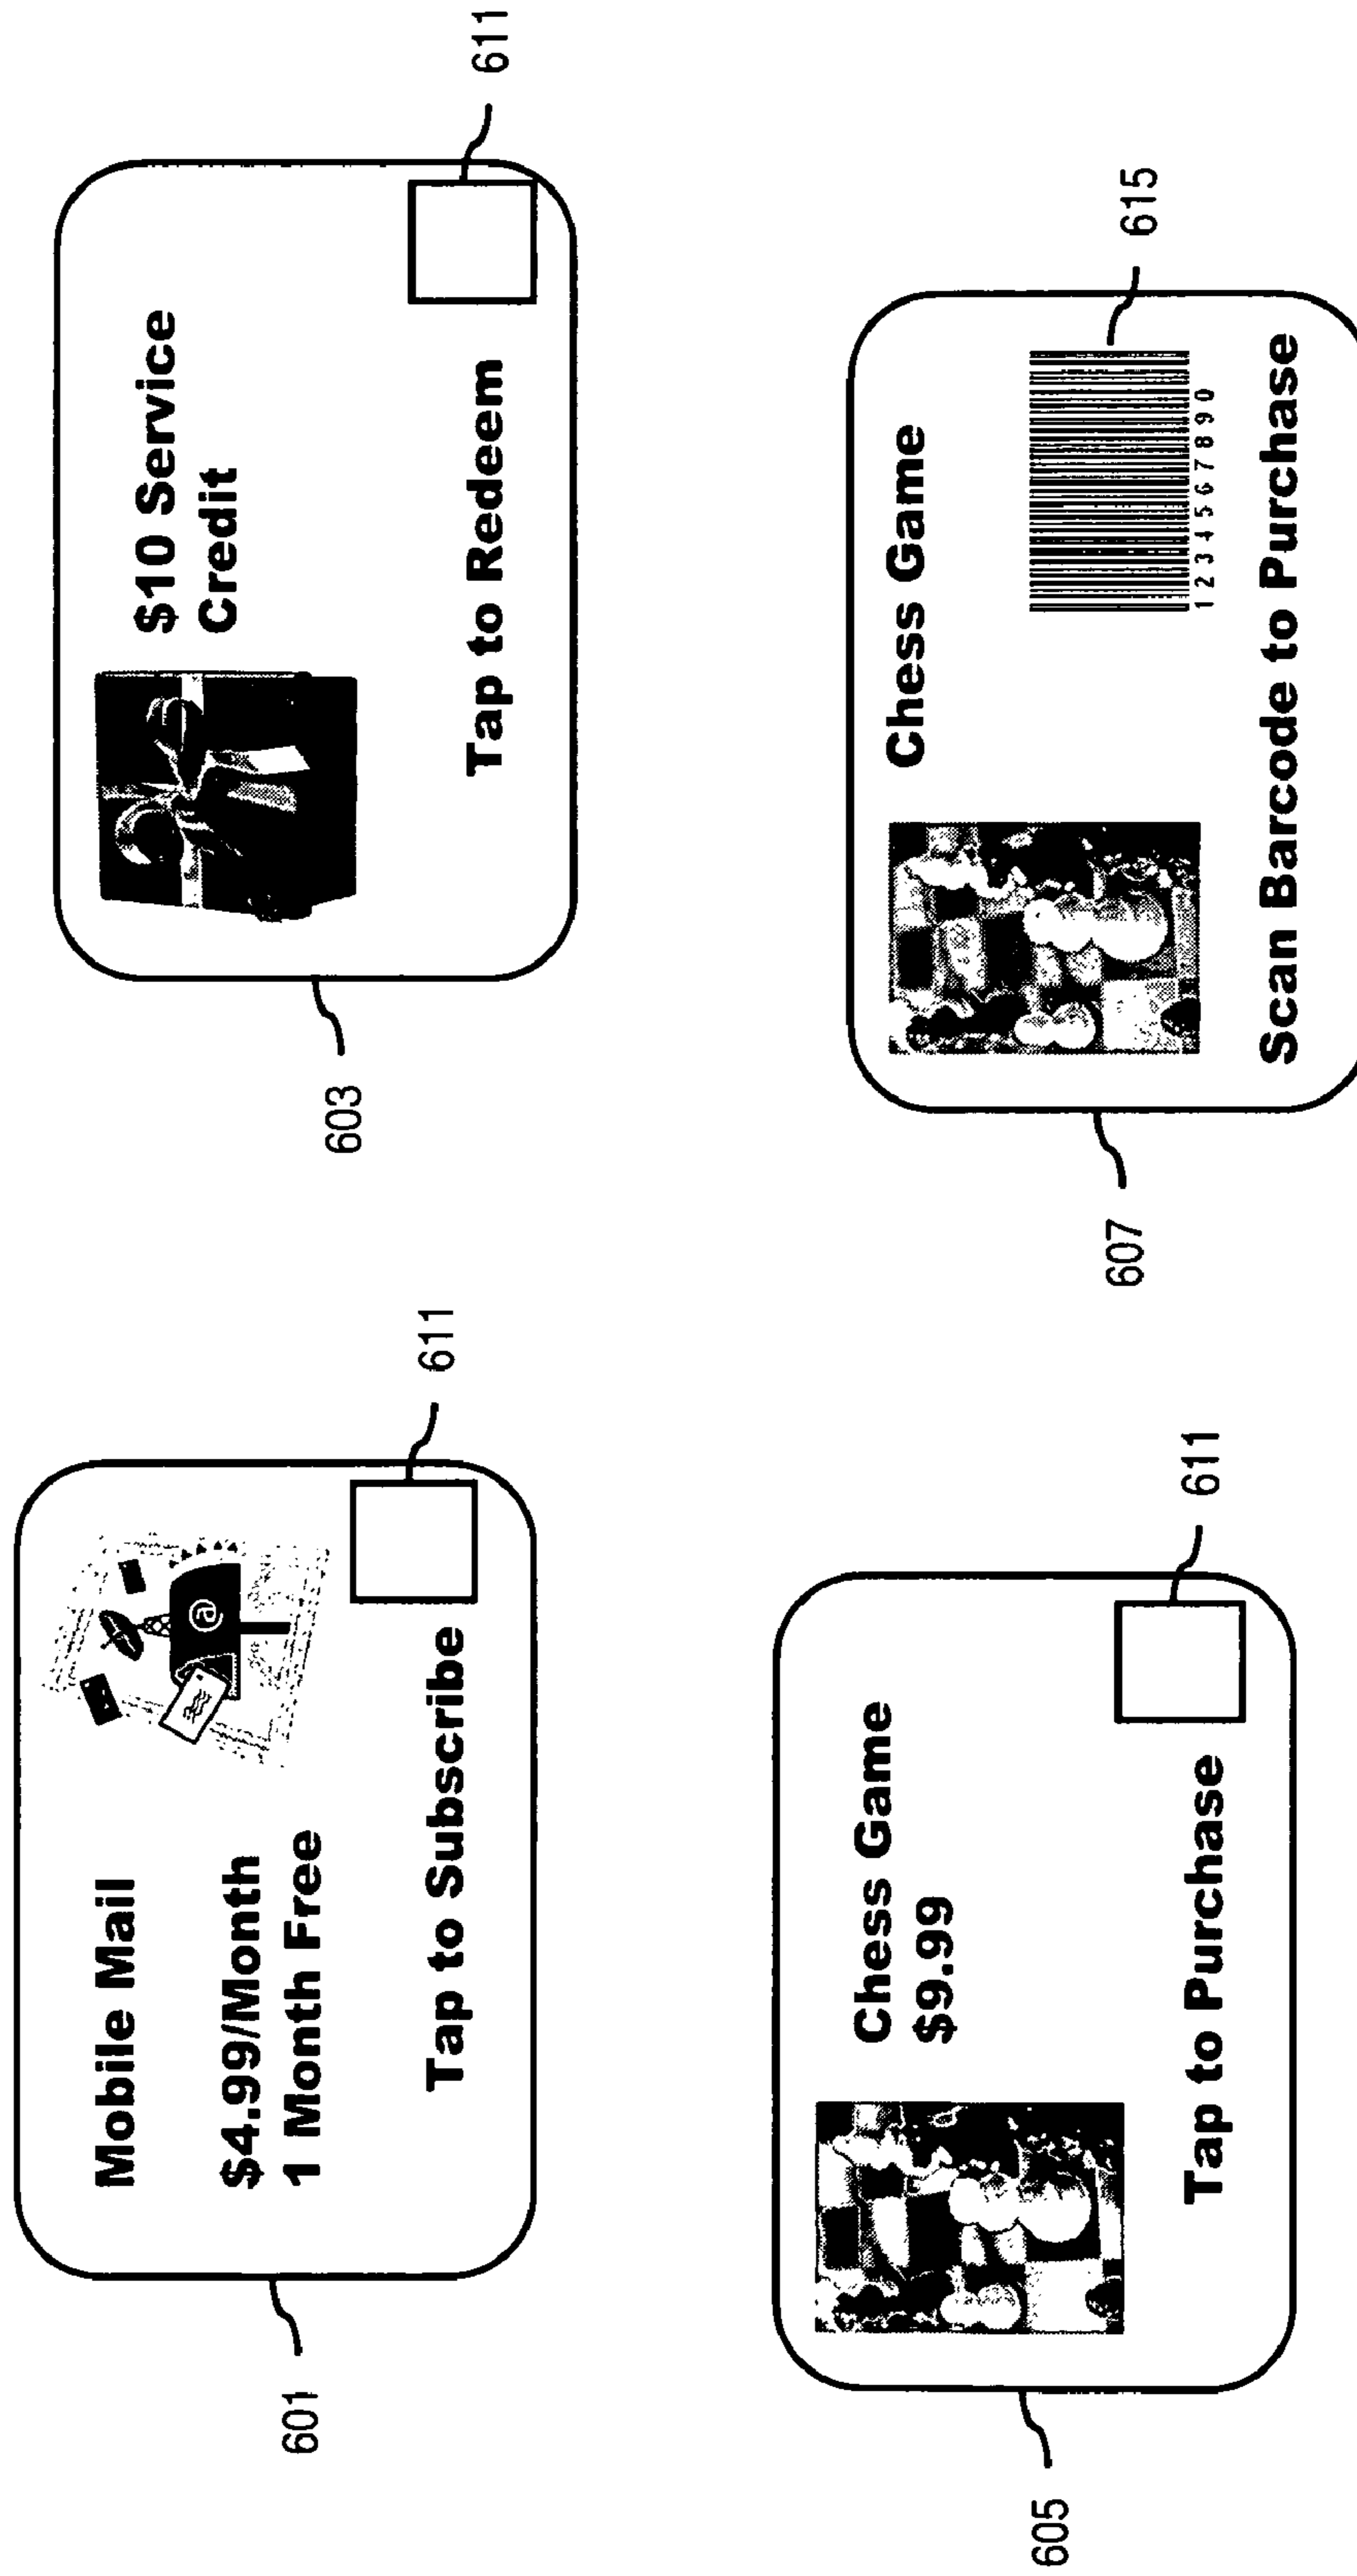 Mobile Mail
$4.99/Month
1 Month Free
@
Tap to Subscribe
601
611
$10 Service
Credit
Tap to Redeem
603
611
Chess Game
$9.99
Tap to Purchase
605
611
Chess Game
1234567890
Scan Barcode to Purchase
607
615